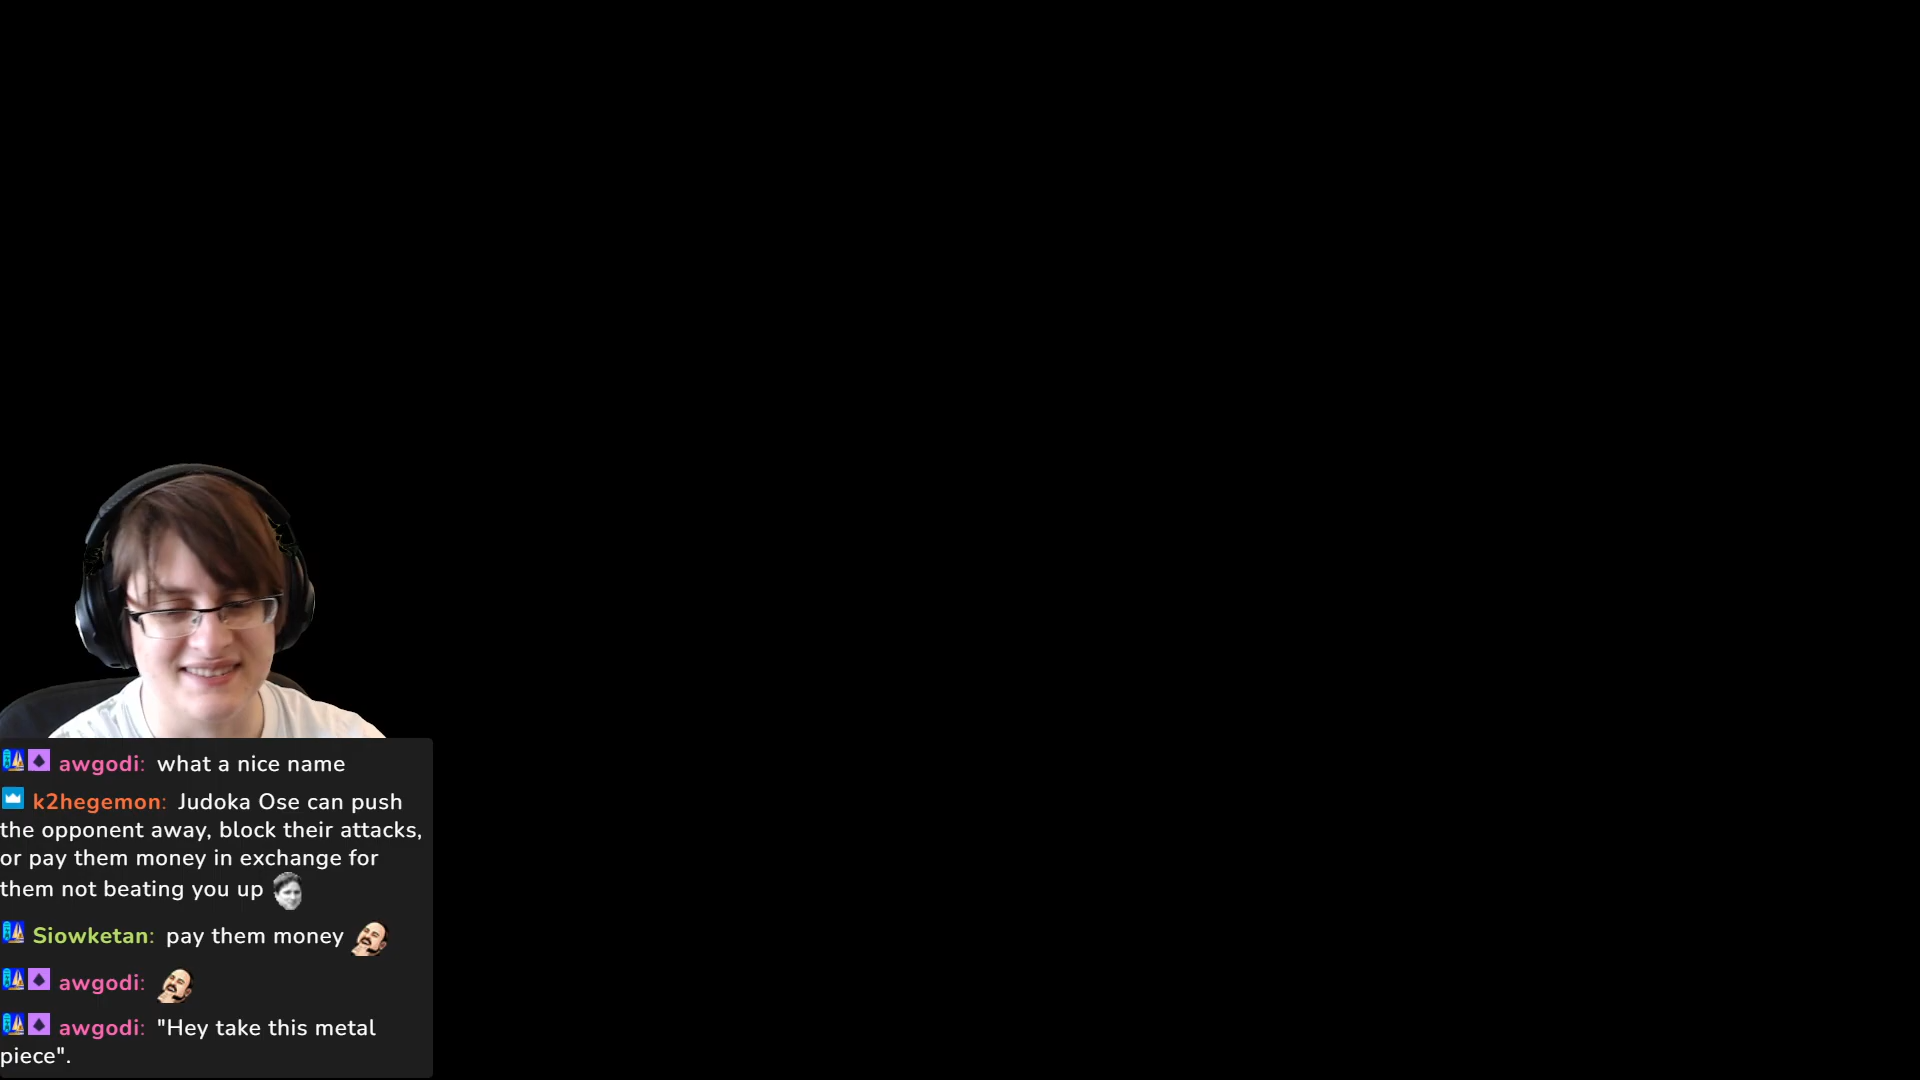 awgodi: what a nice name
k2hegemon: Judoka Ose can push
the opponent away, block their attacks,
or pay them money in exchange for
them not beating you up
Siowketan: pay them money
awgodi:
awgodi: "Hey take this metal
piece".